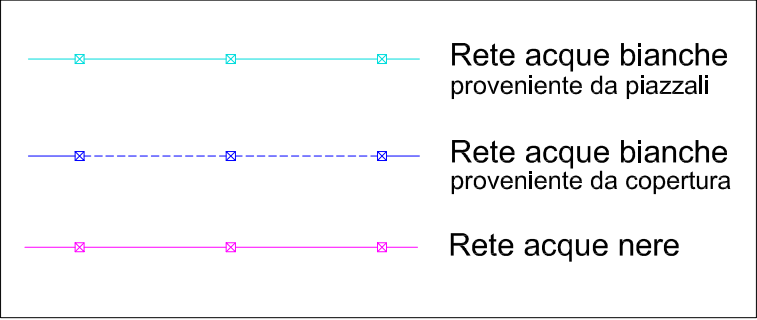 Rete acque bianche
proveniente da piazzali
Rete acque bianche
proveniente da copertura
Rete acque nere